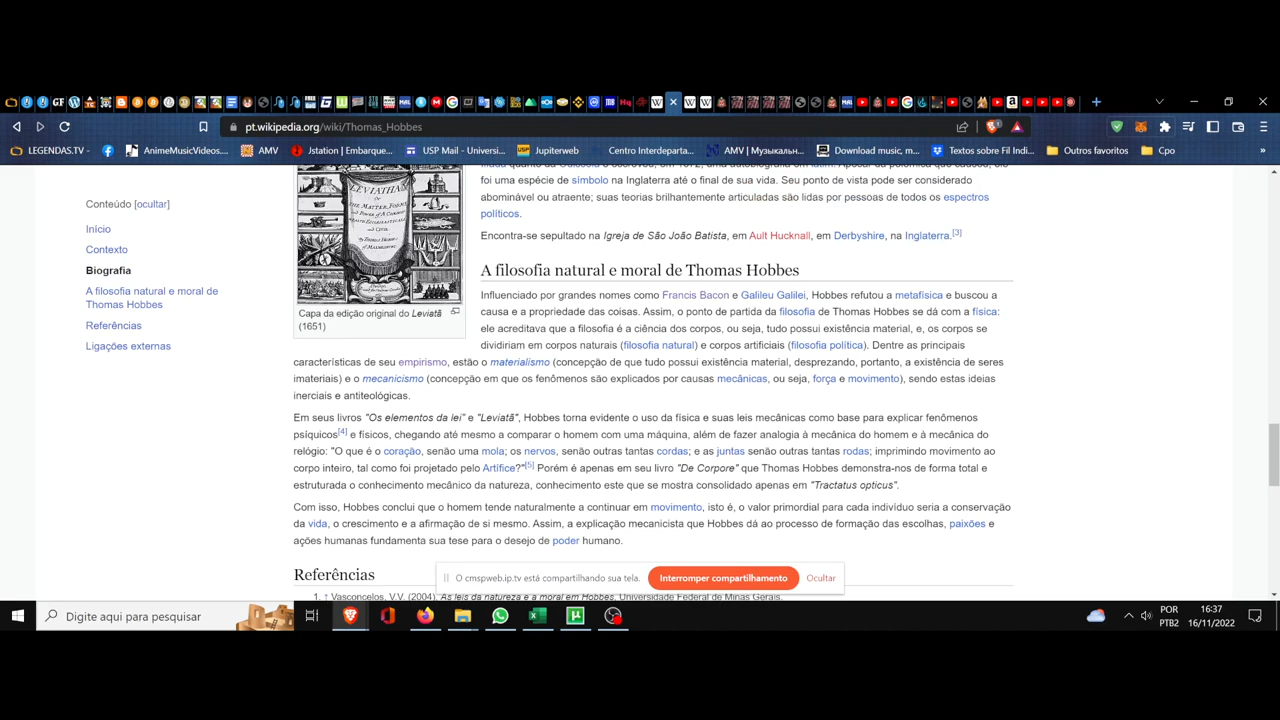 pt.wikipedia.org/wiki/Thomas_Hobbes
LEGENDAS.TV - AnimeMusicVideos.... AMV Jstation | Embarque... USP Mail - Universi... Jupiterweb Centro Interdeparta... AMV | Музыкальн... Download music, m... Textos sobre Fil Indi... Outros favoritos Cpo
foi uma espécie de símbolo na Inglaterra até o final de sua vida. Seu ponto de vista pode ser considerado
abominável ou atraente; suas teorias brilhantemente articuladas são lidas por pessoas de todos os espectros
políticos.
Encontra-se sepultado na Igreja de São João Batista, em Ault Hucknall, em Derbyshire, na Inglaterra.[3]
Conteúdo [ocultar]
Início
Contexto
Biografia
A filosofia natural e moral de
Thomas Hobbes
Referências
Ligações externas
LEVIATHAN
Capa da edição original do Leviatã
(1651)
A filosofia natural e moral de Thomas Hobbes
Influenciado por grandes nomes como Francis Bacon e Galileu Galilei, Hobbes refutou a metafísica e buscou a
causa e a propriedade das coisas. Assim, o ponto de partida da filosofia de Thomas Hobbes se dá com a física:
ele acreditava que a filosofia é a ciência dos corpos, ou seja, tudo possui existência material, e, os corpos se
dividiriam em corpos naturais (filosofia natural) e corpos artificiais (filosofia política). Dentre as principais
características de seu empirismo, estão o materialismo (concepção de que tudo possui existência material, desprezando, portanto, a existência de seres
imateriais) e o mecanicismo (concepção em que os fenômenos são explicados por causas mecânicas, ou seja, força e movimento), sendo estas ideias
inerciais e antiteológicas.
Em seus livros "Os elementos da lei" e "Leviatã", Hobbes torna evidente o uso da física e suas leis mecânicas como base para explicar fenômenos
psíquicos[4] e físicos, chegando até mesmo a comparar o homem com uma máquina, além de fazer analogia à mecânica do homem e à mecânica do
relógio: "O que é o coração, senão uma mola; os nervos, senão outras tantas cordas; e as juntas senão outras tantas rodas; imprimindo movimento ao
corpo inteiro, tal como foi projetado pelo Artífice?"[5] Porém é apenas em seu livro "De Corpore" que Thomas Hobbes demonstra-nos de forma total e
estruturada o conhecimento mecânico da natureza, conhecimento este que se mostra consolidado apenas em "Tractatus opticus".
Com isso, Hobbes conclui que o homem tende naturalmente a continuar em movimento, isto é, o valor primordial para cada indivíduo seria a conservação
da vida, o crescimento e a afirmação de si mesmo. Assim, a explicação mecanicista que Hobbes dá ao processo de formação das escolhas, paixões e
ações humanas fundamenta sua tese para o desejo de poder humano.
Referências
O cmspweb.ip.tv está compartilhando sua tela. Interromper compartilhamento Ocultar
1. ↑ Vasconcelos, V.V. (2004). As leis da natureza e a moral em Hobbes. Universidade Federal de Minas Gerais.
Digite aqui para pesquisar
POR
PTB2
16:37
16/11/2022